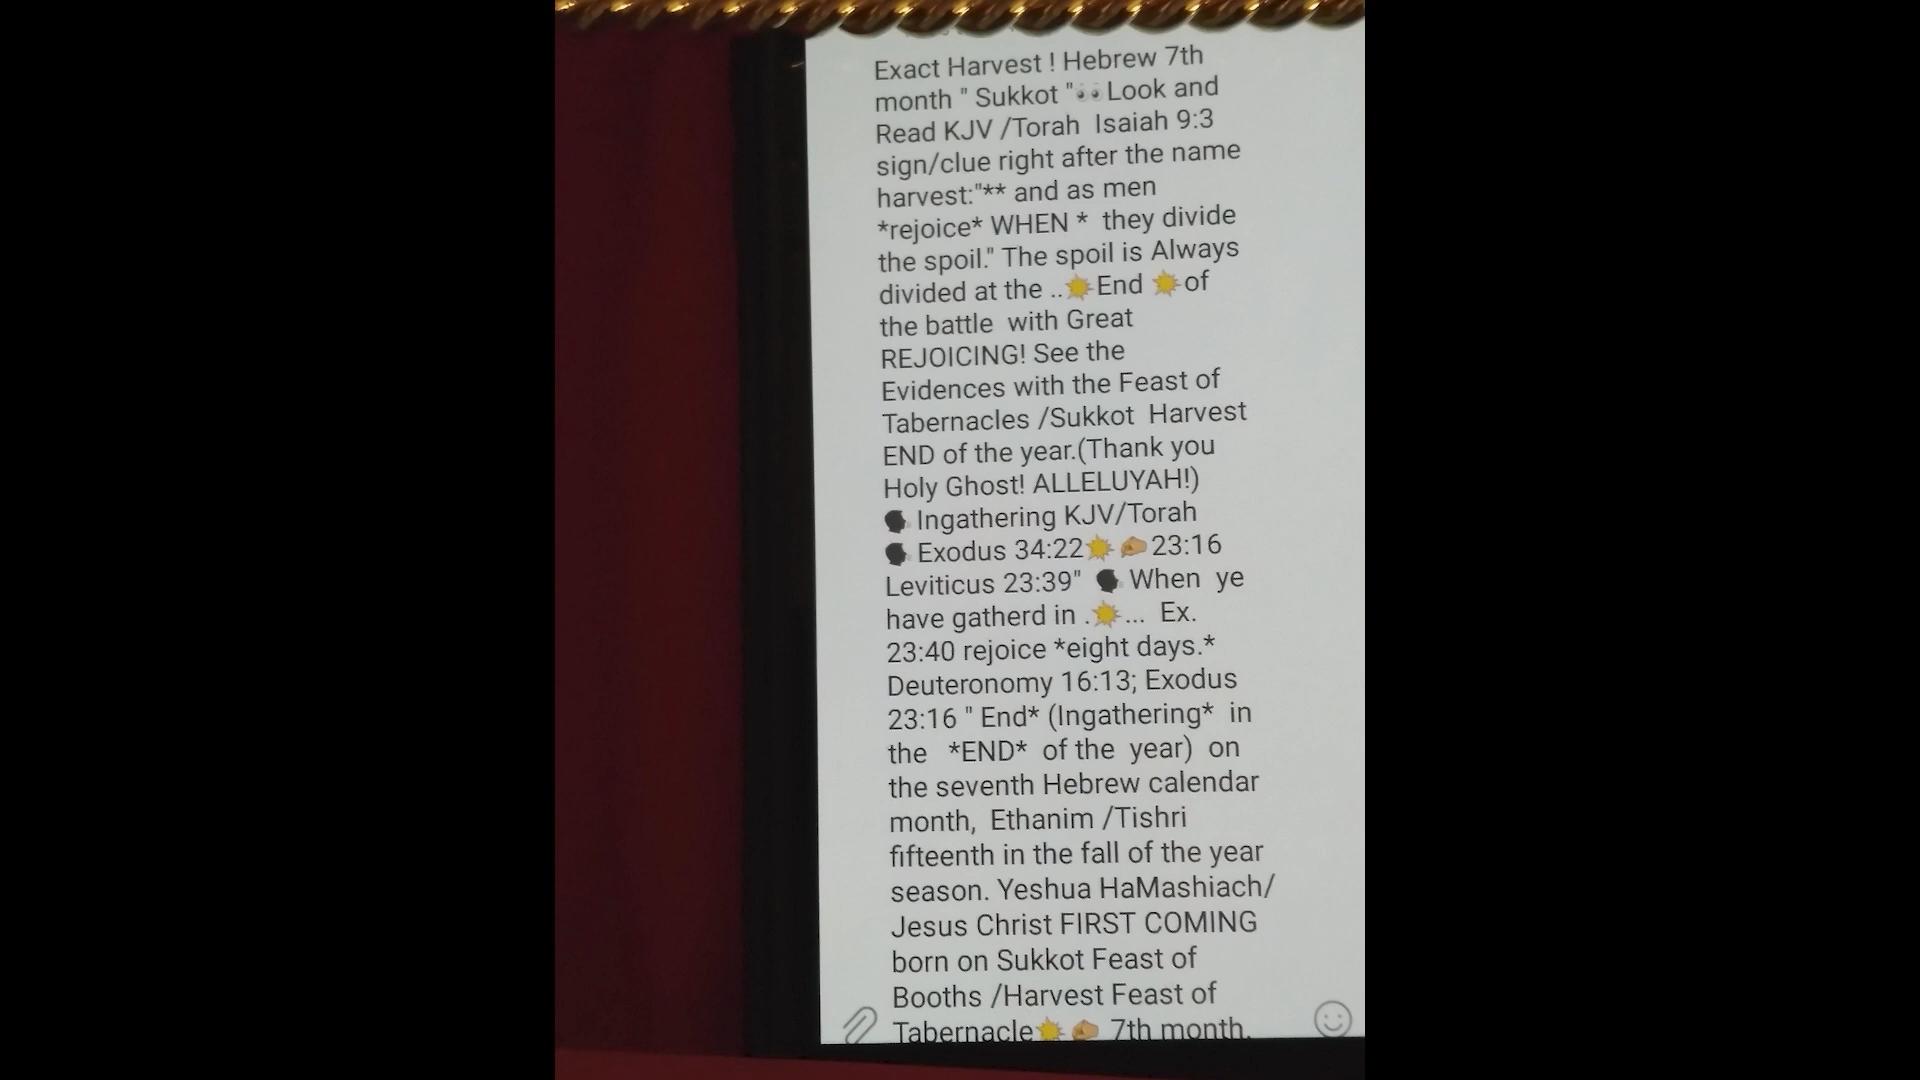 Exact Harvest ! Hebrew 7th
month " Sukkot "👀Look and
Read KJV /Torah  Isaiah 9:3
sign/clue right after the name
harvest:"** and as men
*rejoice* WHEN *  they divide
the spoil." The spoil is Always
divided at the ..💥End 💥of
the battle  with Great
REJOICING! See the
Evidences with the Feast of
Tabernacles /Sukkot  Harvest
END of the year.(Thank you
Holy Ghost! ALLELUYAH!)
🗣 Ingathering KJV/Torah
🗣 Exodus 34:22💥✍23:16
Leviticus 23:39"  🗣 When  ye
have gatherd in .💥...  Ex.
23:40 rejoice *eight days.*
Deuteronomy 16:13; Exodus
23:16 " End* (Ingathering*  in
the   *END*  of the  year)  on
the seventh Hebrew calendar
month,  Ethanim /Tishri
fifteenth in the fall of the year
season. Yeshua HaMashiach/
Jesus Christ FIRST COMING
born on Sukkot Feast of
Booths /Harvest Feast of
Tabernacle💥✍ 7th month.